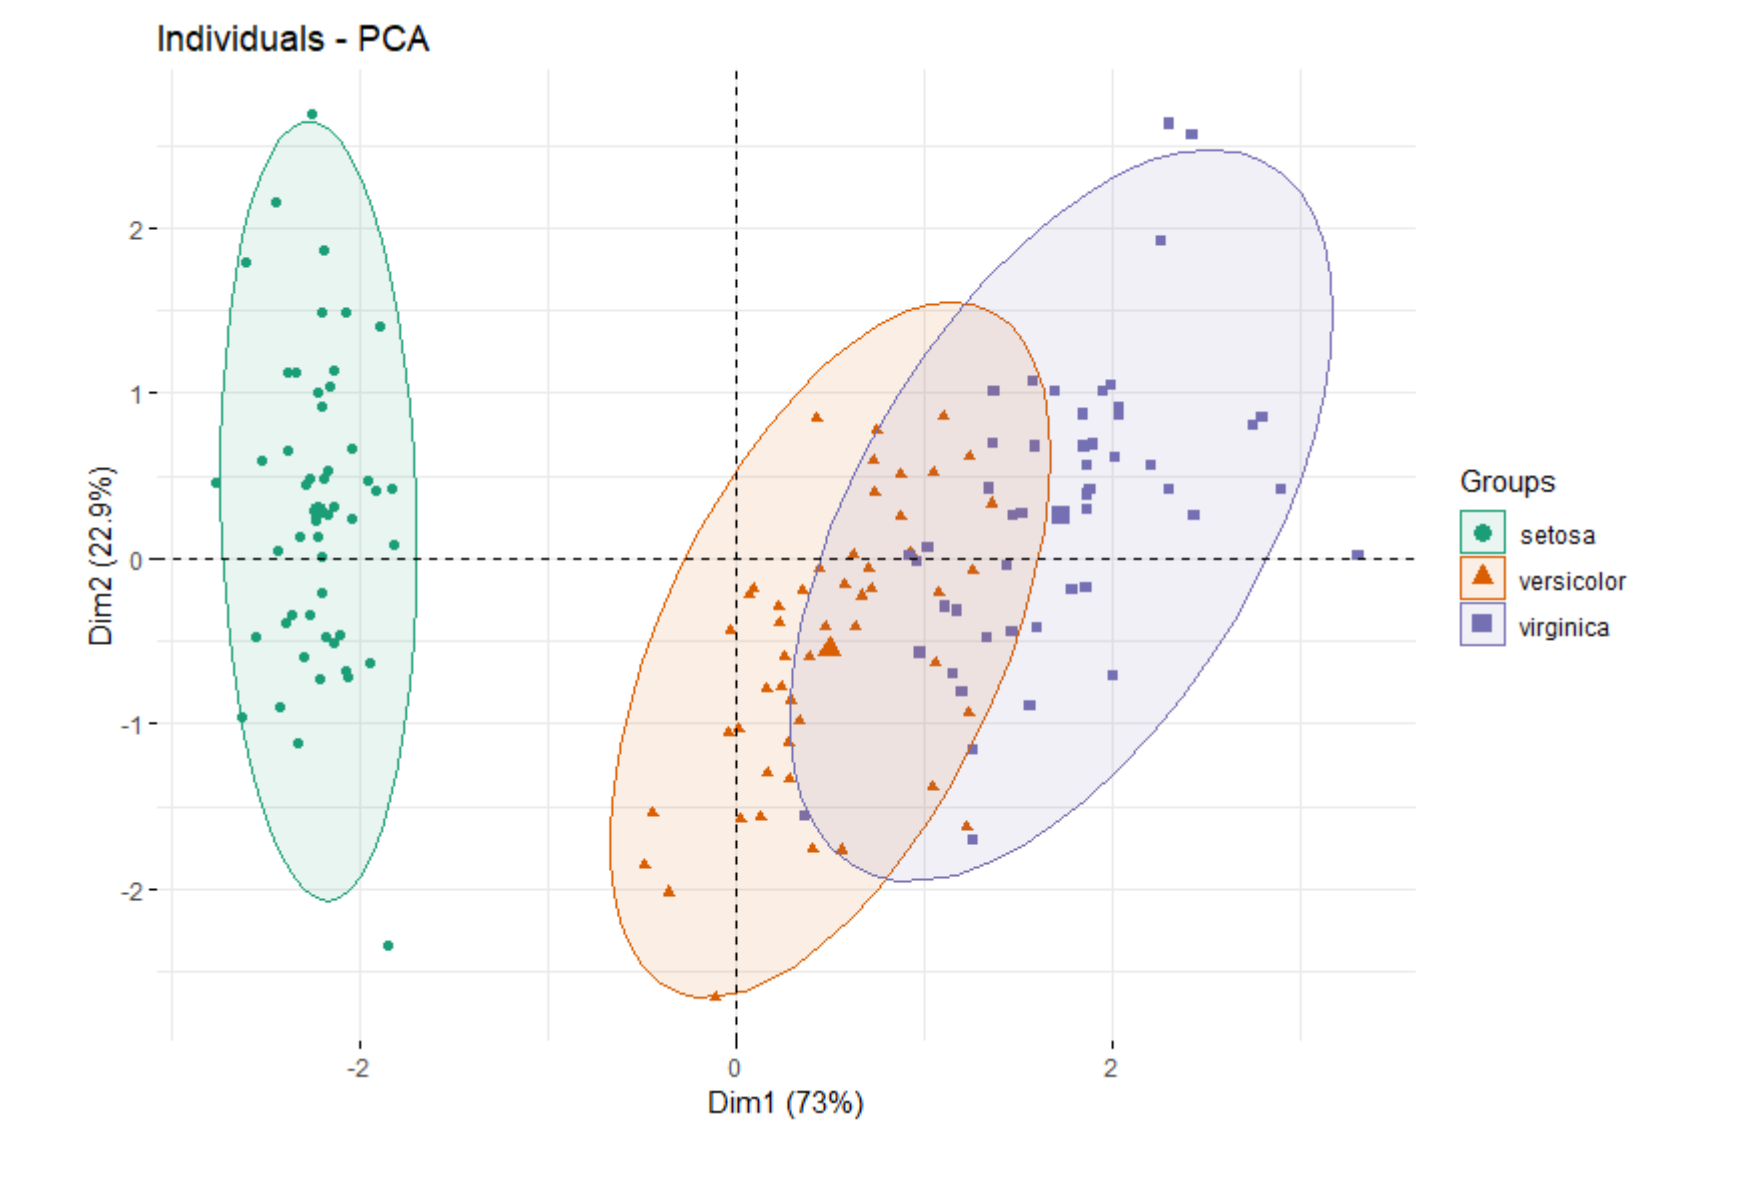 Individuals - PCA
2
1
0
-1
-2
Dim2 (22.9%)
-2
0
2
Dim1 (73%)
Groups
setosa
versicolor
virginica